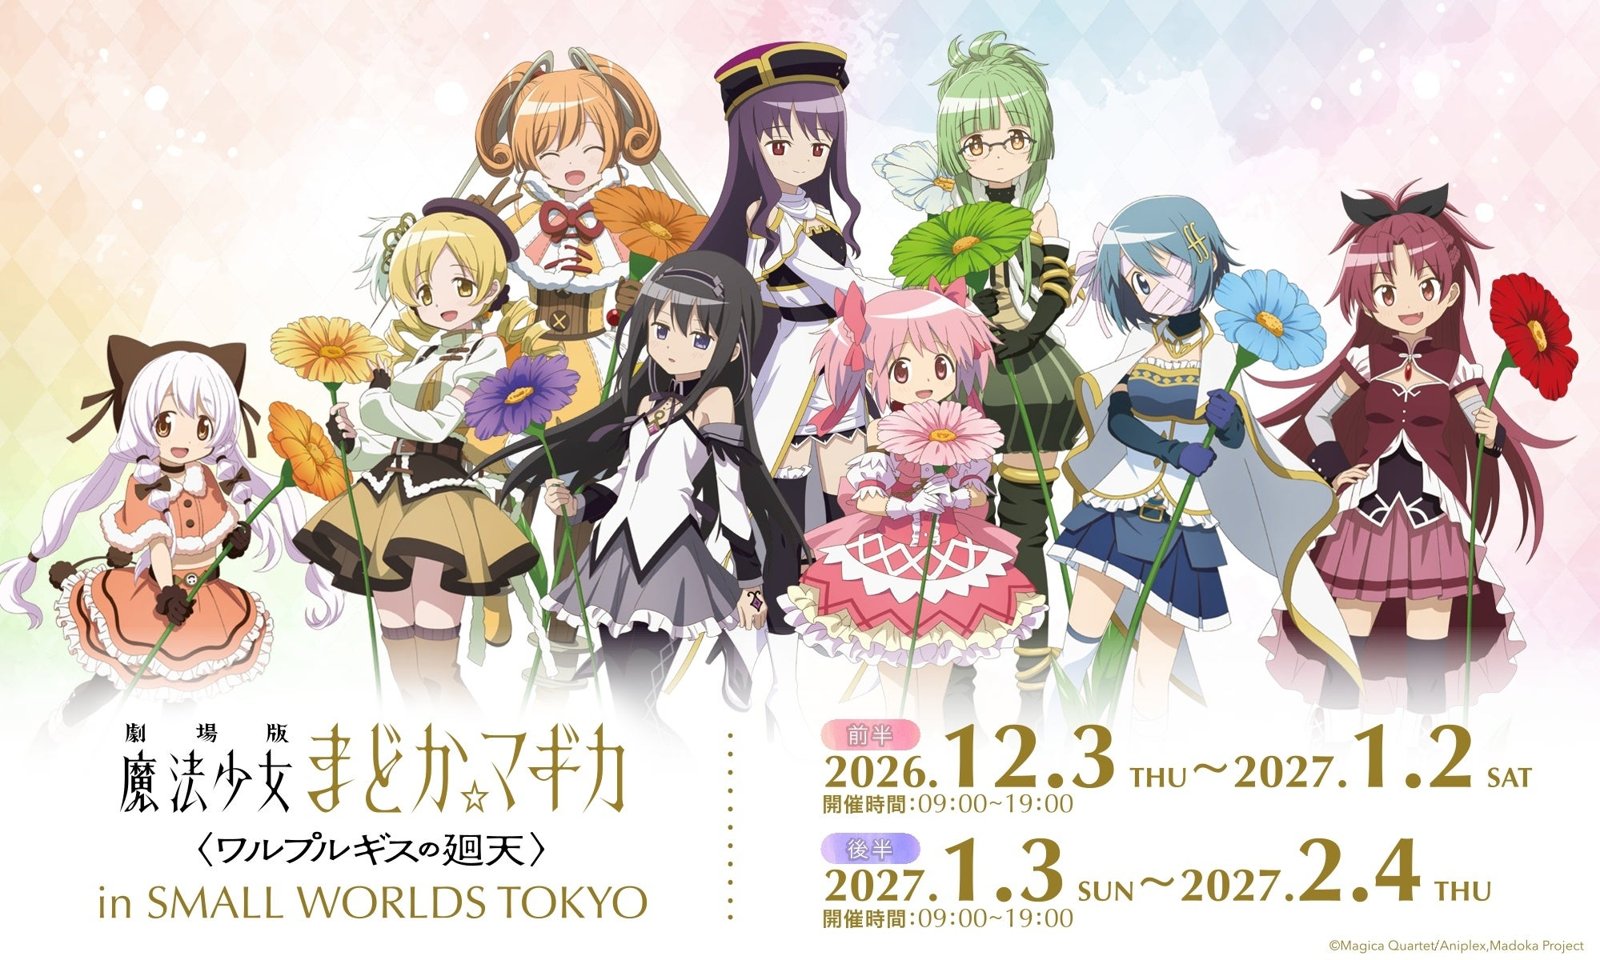 劇場版
魔法少女まどか☆マギカ
〈ワルプルギスの廻天〉
in SMALL WORLDS TOKYO
前半
2026.12.3 THU～2027.1.2 SAT
開催時間：09:00~19:00
後半
2027.1.3 SUN～2027.2.4 THU
開催時間：09:00~19:00
©Magica Quartet/Aniplex,Madoka Project